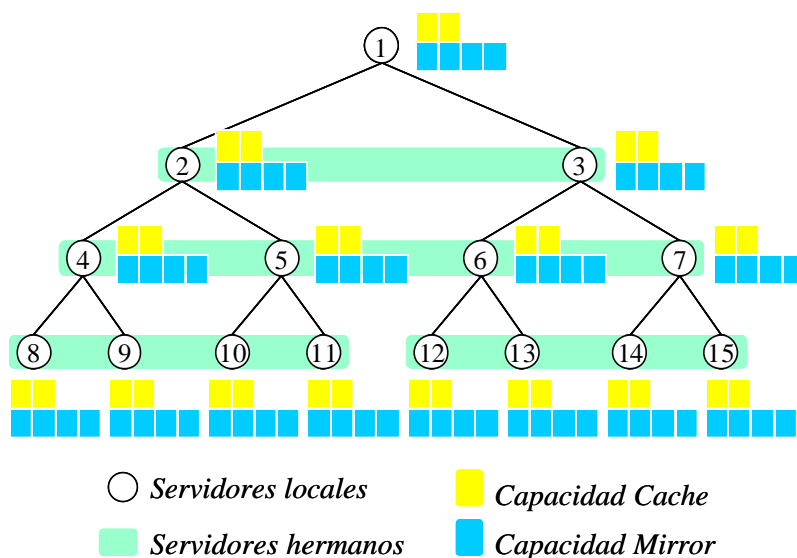 1
2 3
4 5 6 7
8 9 10 11 12 13 14 15
Servidores locales
Capacidad Cache
Servidores hermanos
Capacidad Mirror